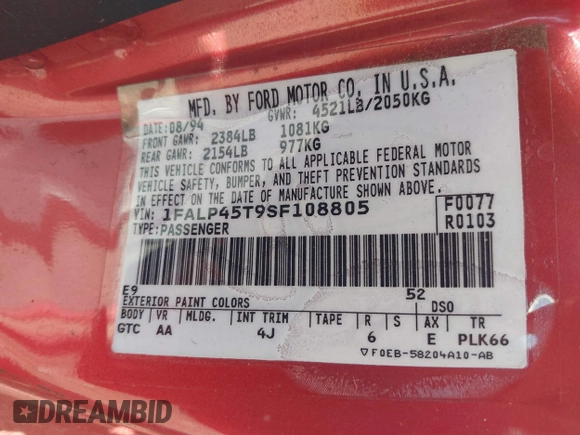 MFD. BY FORD MOTOR CO. IN U.S.A.
DATE: 08/94 GVWR: 4521LB/2050KG
FRONT GAWR: 2384LB 1081KG
REAR GAWR: 2154LB 977KG
THIS VEHICLE CONFORMS TO ALL APPLICABLE FEDERAL MOTOR
VEHICLE SAFETY, BUMPER, AND THEFT PREVENTION STANDARDS
IN EFFECT ON THE DATE OF MANUFACTURE SHOWN ABOVE.
VIN: 1FALP45T9SF108805 F0077
TYPE: PASSENGER R0103
E9 52
EXTERIOR PAINT COLORS DSO
BODY VR MLDG. INT TRIM TAPE R S AX TR
GTC AA 4J 6 E PLK66
▽F0EB-58204A10-AB
DREAMBID